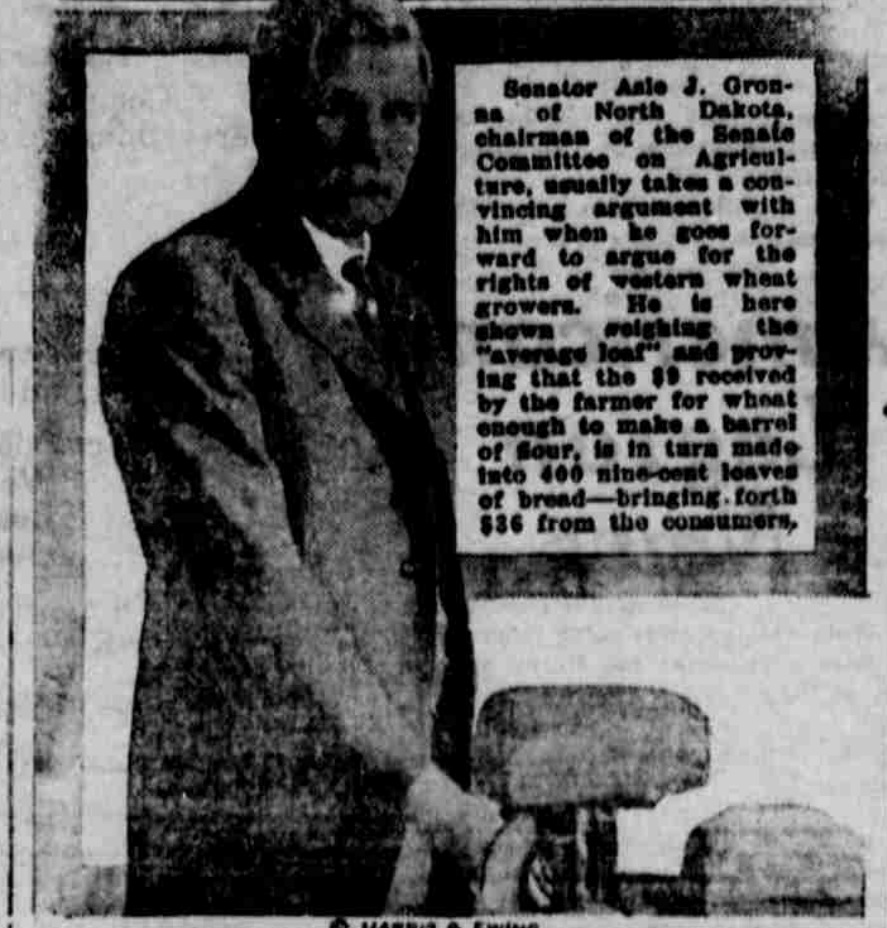 Senator Asle J. Gron-
na of North Dakota,
chairman of the Senate
Committee on Agricul-
ture, usually takes a con-
vincing argument with
him when he goes for-
ward to argue for the
rights of western wheat
growers. He is here
shown weighing the
"average loaf" and prov-
ing that the $9 received
by the farmer for wheat
enough to make a barrel
of flour, is in turn made
into 400 nine-cent loaves
of bread—bringing forth
$36 from the consumers,
© HARRIS & EWING